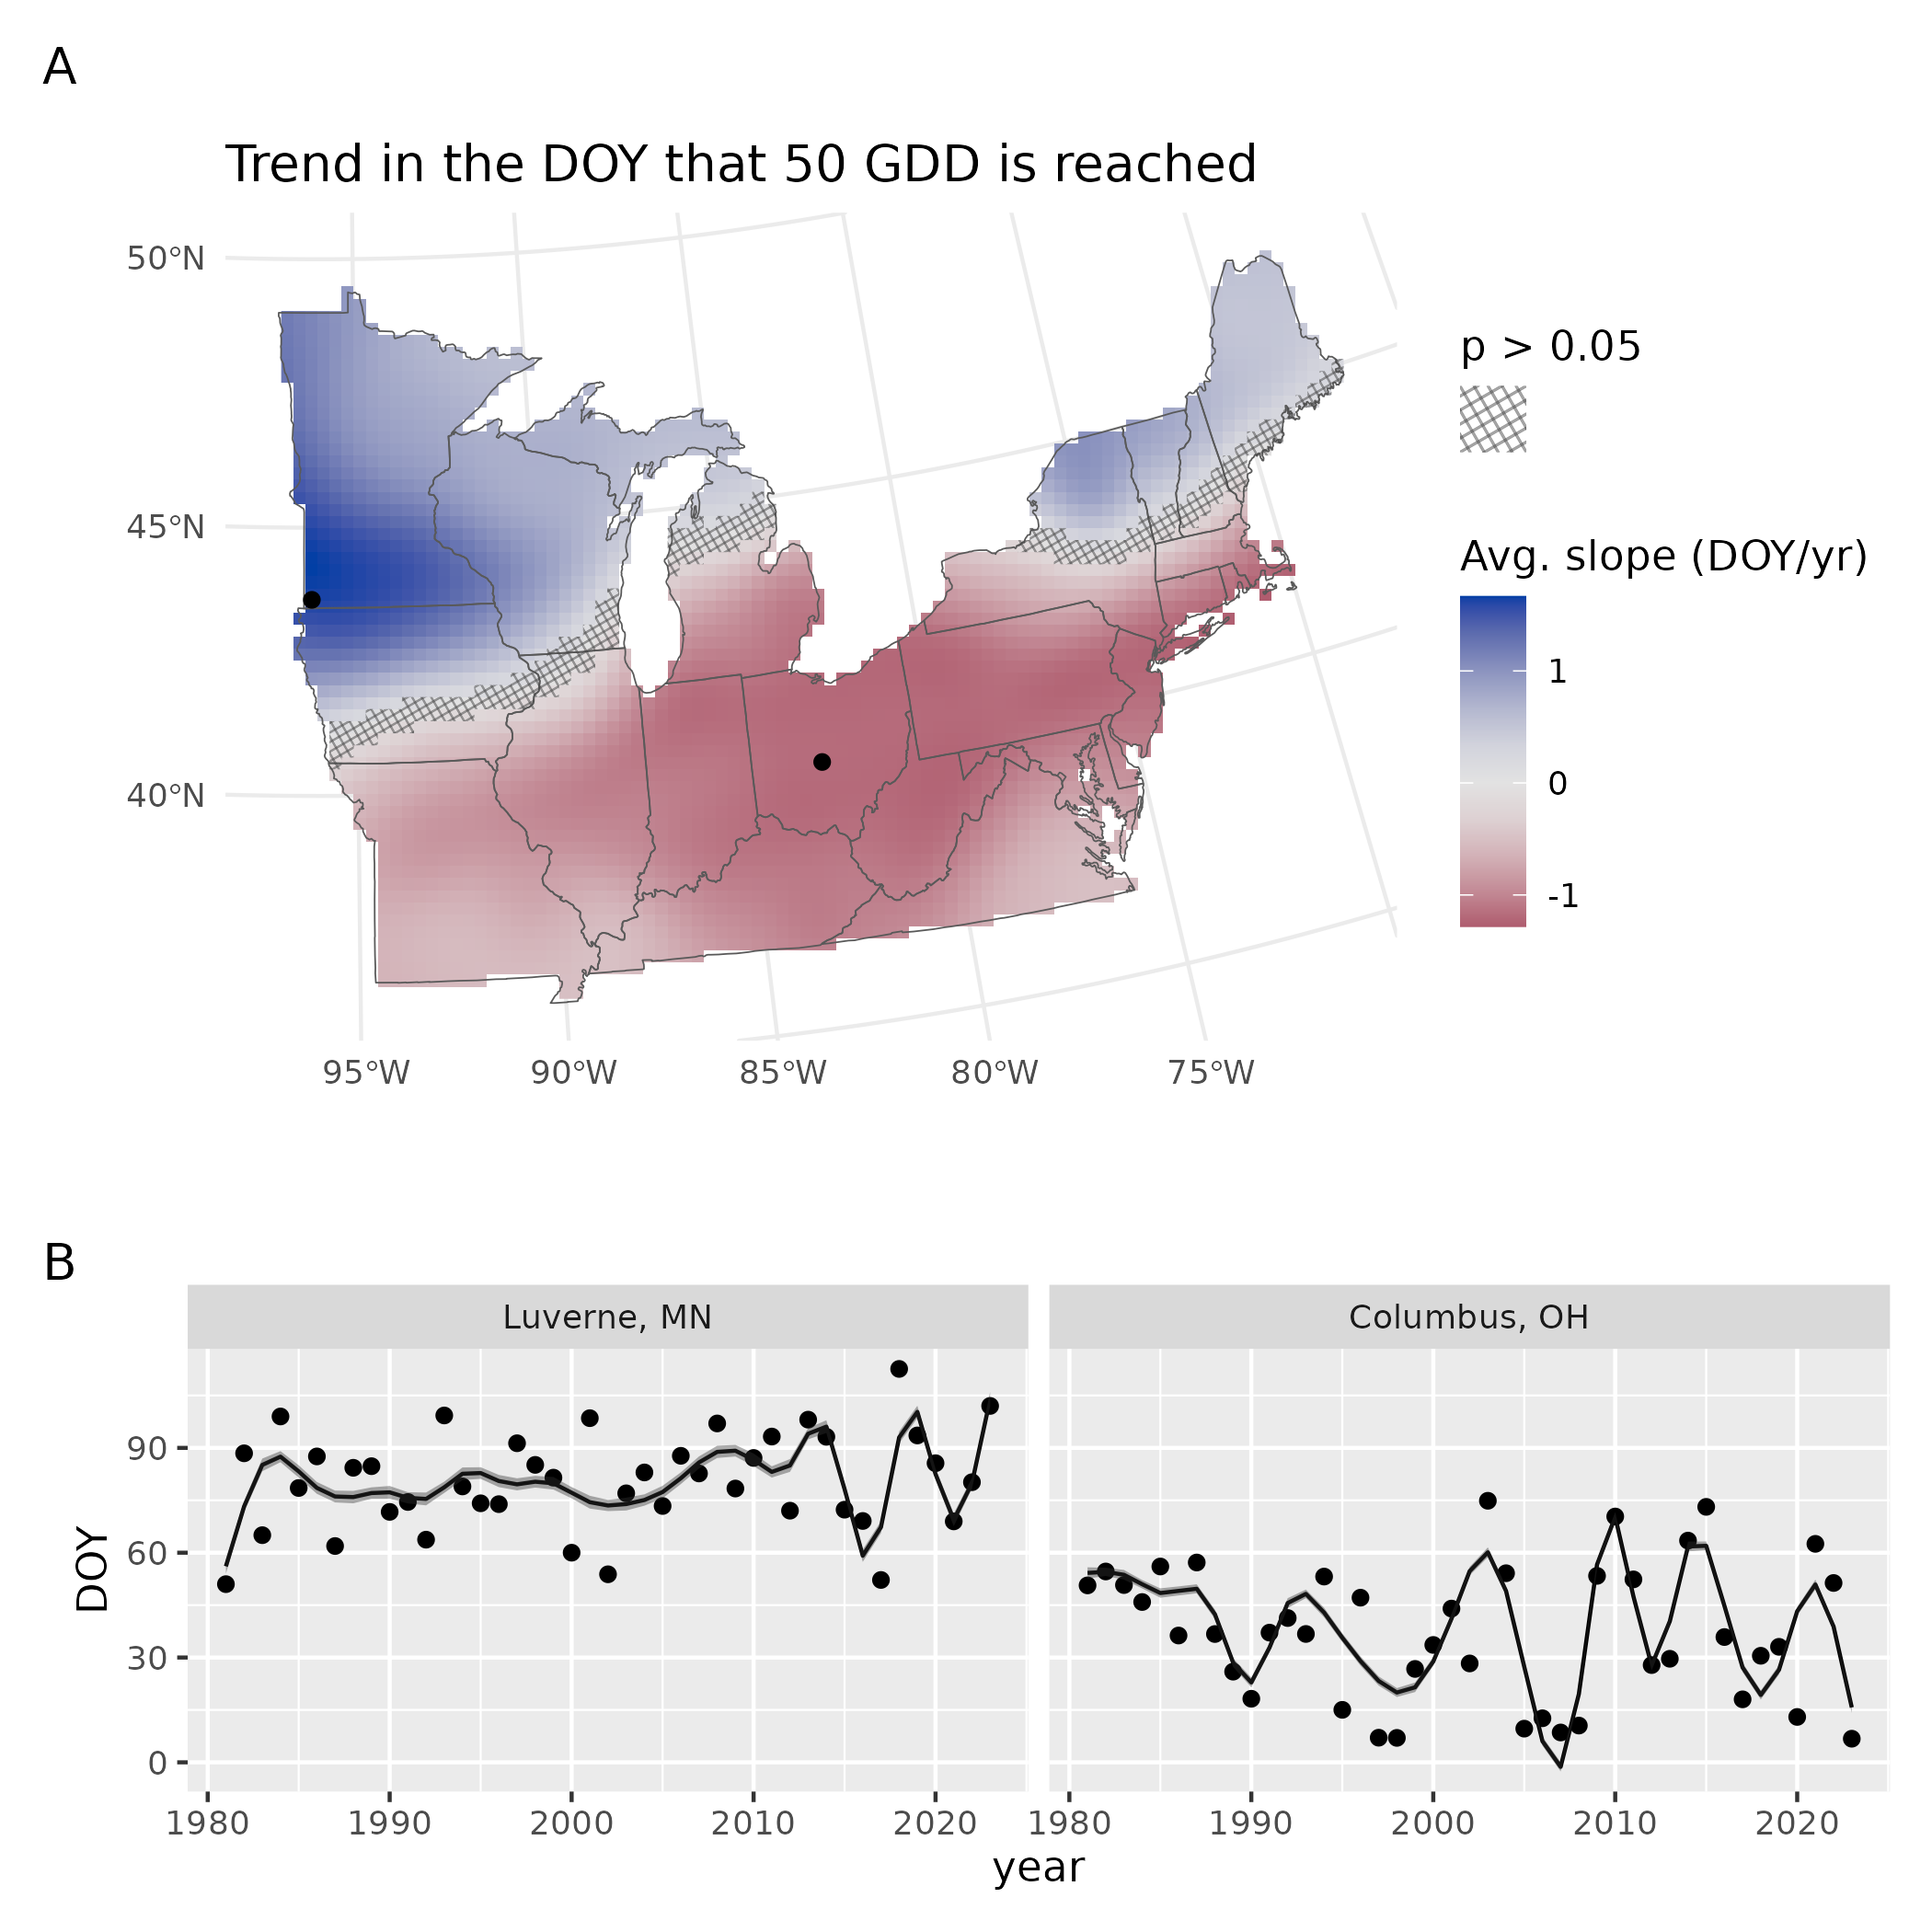 A
Trend in the DOY that 50 GDD is reached
50°N
45°N
40°N
95°W 90°W 85°W 80°W 75°W
p > 0.05
Avg. slope (DOY/yr)
1
0
-1
B
Luverne, MN
Columbus, OH
DOY
90
60
30
0
1980 1990 2000 2010 2020
1980 1990 2000 2010 2020
year